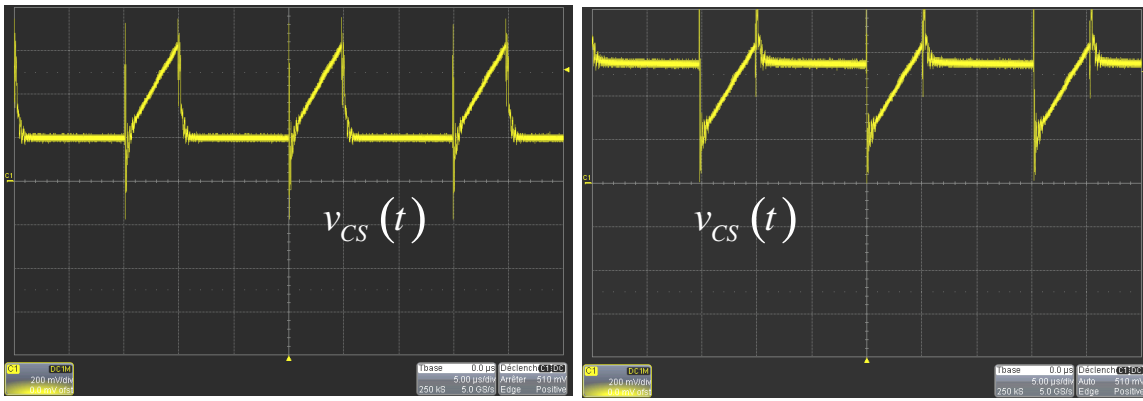 C1
v_CS (t)
C1 DC1M
200 mV/div
0.0 mV ofst
Tbase 0.0 µs
5.00 µs/div
250 kS 5.0 GS/s
Déclench C1 DC
Arrêter 510 mV
Edge Positive
C1
v_CS (t)
C1 DC1M
200 mV/div
0.0 mV ofst
Tbase 0.0 µs
5.00 µs/div
250 kS 5.0 GS/s
Déclench C1 DC
Auto 510 mV
Edge Positive